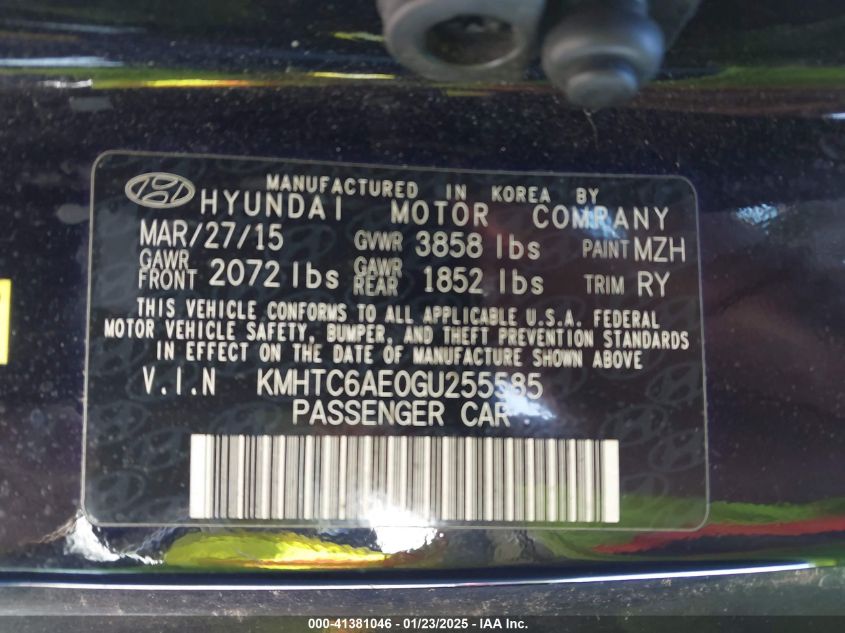 MANUFACTURED IN KOREA BY
HYUNDAI MOTOR COMPANY
MAR/27/15 GVWR 3858 lbs PAINT MZH
GAWR FRONT 2072 lbs GAWR REAR 1852 lbs TRIM RY
THIS VEHICLE CONFORMS TO ALL APPLICABLE U.S.A. FEDERAL
MOTOR VEHICLE SAFETY, BUMPER, AND THEFT PREVENTION STANDARDS
IN EFFECT ON THE DATE OF MANUFACTURE SHOWN ABOVE
V.I.N KMHTC6AE0GU255585
PASSENGER CAR
000-41381046 - 01/23/2025 - IAA Inc.